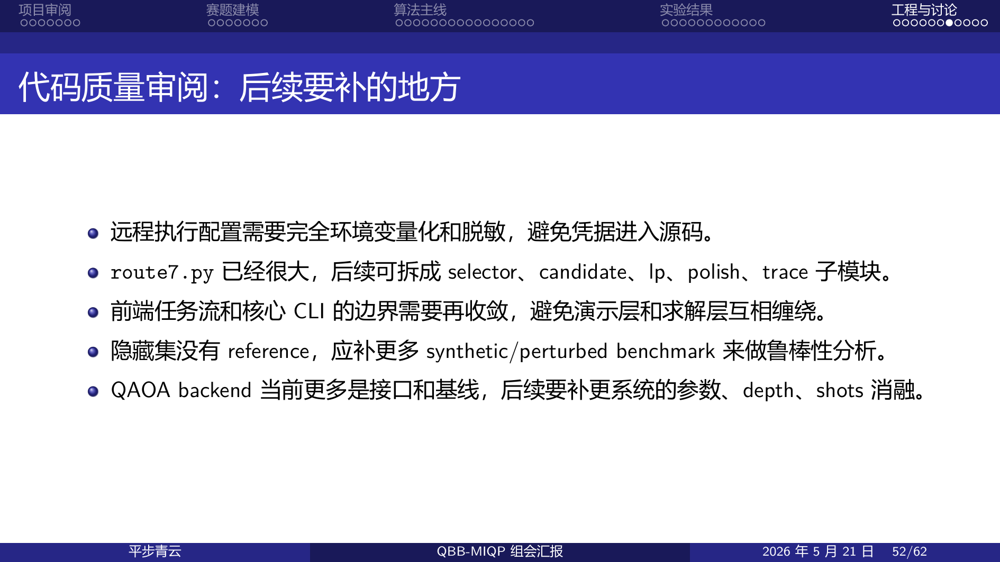 项目审阅 赛题建模 算法主线 实验结果 工程与讨论
代码质量审阅：后续要补的地方
远程执行配置需要完全环境变量化和脱敏，避免凭据进入源码。
route7.py 已经很大，后续可拆成 selector、candidate、lp、polish、trace 子模块。
前端任务流和核心 CLI 的边界需要再收敛，避免演示层和求解层互相缠绕。
隐藏集没有 reference，应补更多 synthetic/perturbed benchmark 来做鲁棒性分析。
QAOA backend 当前更多是接口和基线，后续要补更系统的参数、depth、shots 消融。
平步青云 QBB-MIQP 组会汇报 2026 年 5 月 21 日 52/62